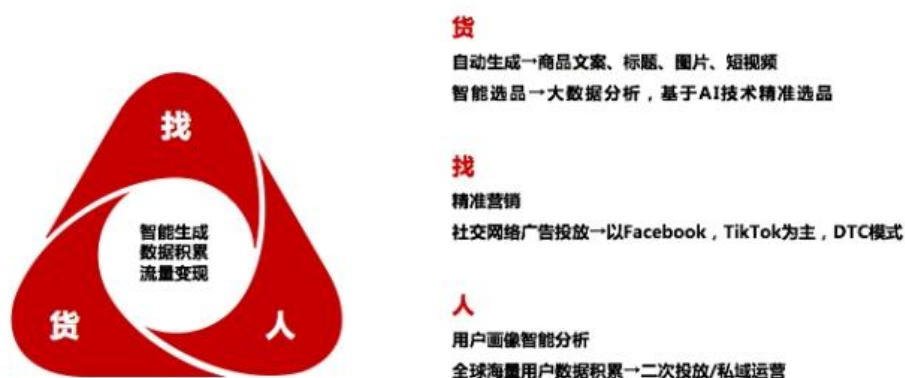 找
智能生成
数据积累
流量变现
货
人
货
自动生成→商品文案、标题、图片、短视频
智能选品→大数据分析，基于AI技术精准选品
找
精准营销
社交网络广告投放→以Facebook，TikTok为主，DTC模式
人
用户画像智能分析
全球海量用户数据积累→二次投放/私域运营